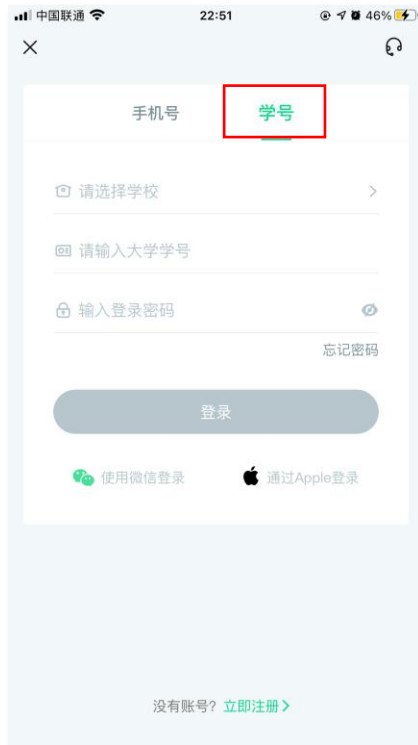 中国联通 22:51 46%
手机号 学号
请选择学校
请输入大学学号
输入登录密码
忘记密码
登录
使用微信登录 通过Apple登录
没有账号? 立即注册